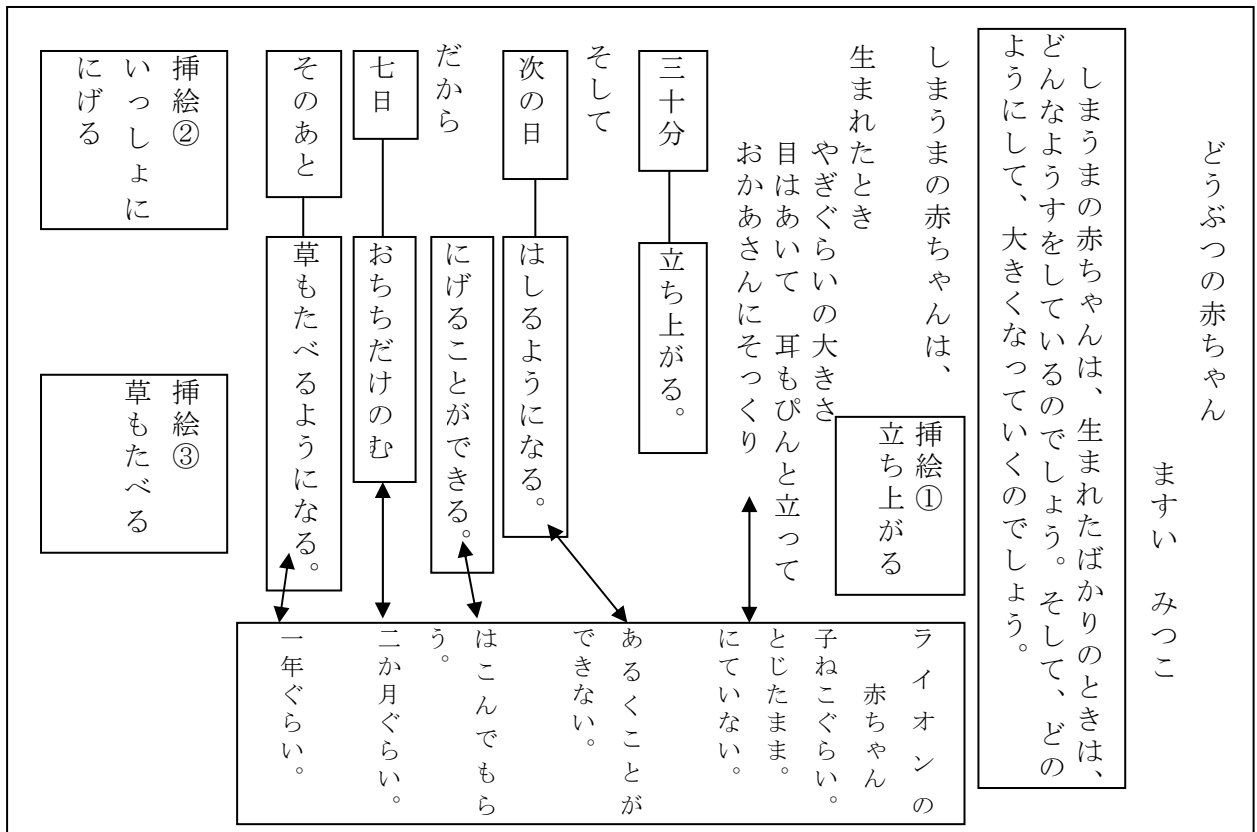 どうぶつの赤ちゃん
ますい　みつこ
しまうまの赤ちゃんは、生まれたばかりのときは、
どんなようすをしているのでしょう。そして、どの
ようにして、大きくなっていくのでしょう。
しまうまの赤ちゃんは、
生まれたとき
やぎぐらいの大きさ
目はあいて　耳もぴんと立って
おかあさんにそっくり
挿絵①
立ち上がる
三十分
立ち上がる。
そして
次の日
はしるようになる。
にげることができる。
だから
七日
おちちだけのむ
そのあと
草もたべるようになる。
挿絵②
いっしょに
にげる
挿絵③
草もたべる
ライオンの
赤ちゃん
子ねこぐらい。
とじたまま。
にていない。
あるくことが
できない。
はこんでもら
う。
二か月ぐらい。
一年ぐらい。